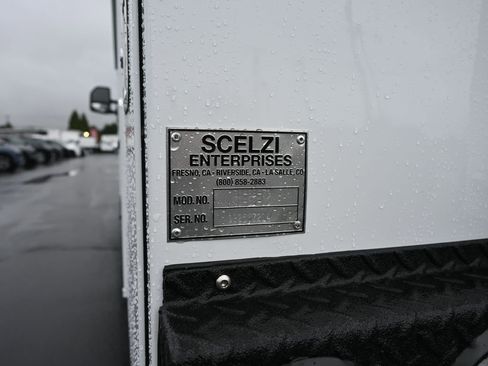 SCELZI
ENTERPRISES
FRESNO, CA - RIVERSIDE, CA - LA SALLE, CO
(800) 858-2883
MOD.NO.
SER.NO.